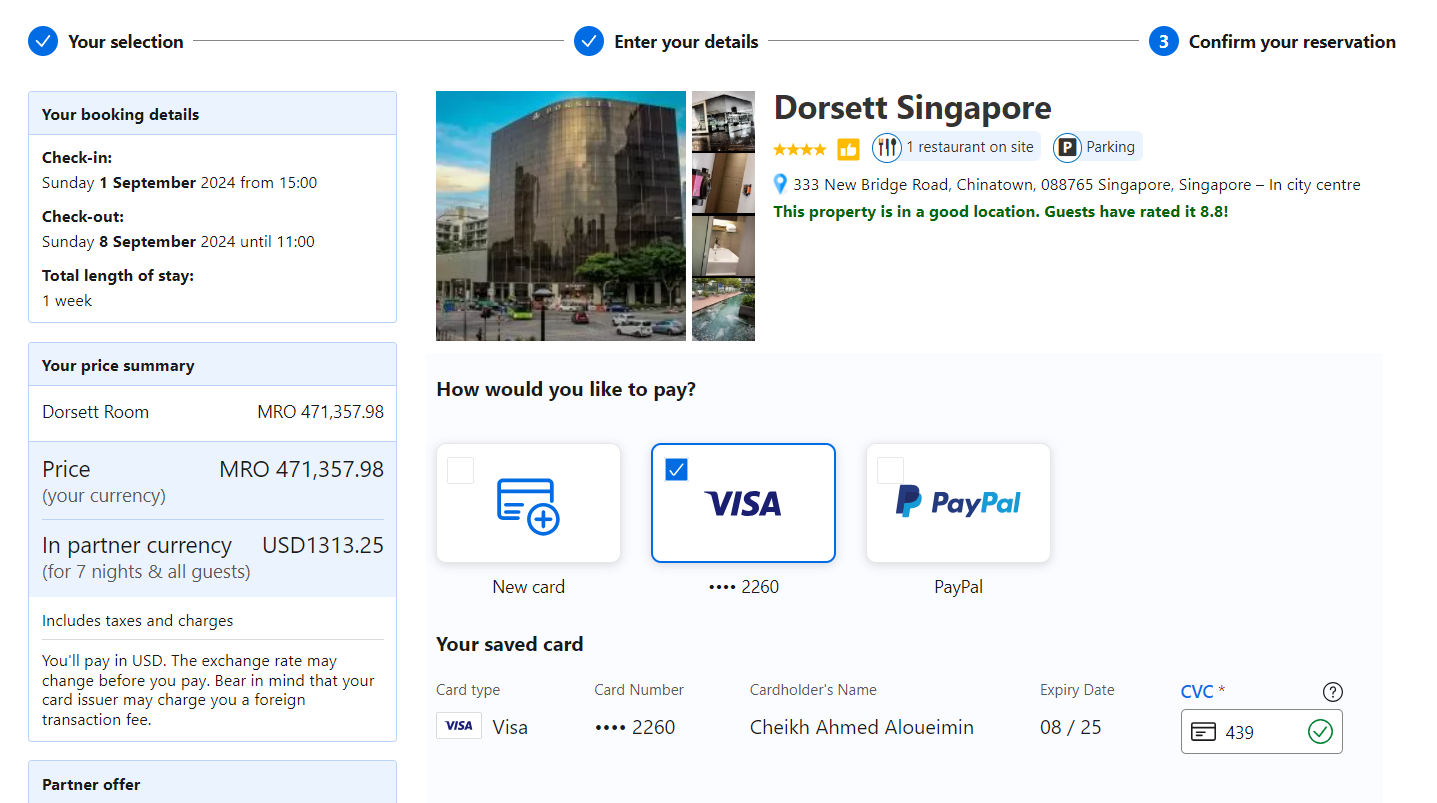 Your selection
Enter your details
3 Confirm your reservation
Your booking details
Check-in:
Sunday 1 September 2024 from 15:00
Check-out:
Sunday 8 September 2024 until 11:00
Total length of stay:
1 week
Your price summary
Dorsett Room MRO 471,357.98
Price MRO 471,357.98
(your currency)
In partner currency USD1313.25
(for 7 nights & all guests)
Includes taxes and charges
You'll pay in USD. The exchange rate may
change before you pay. Bear in mind that your
card issuer may charge you a foreign
transaction fee.
Partner offer
DORSETT
Dorsett Singapore
1 restaurant on site
P Parking
333 New Bridge Road, Chinatown, 088765 Singapore, Singapore – In city centre
This property is in a good location. Guests have rated it 8.8!
How would you like to pay?
VISA
PayPal
New card
•••• 2260
PayPal
Your saved card
Card type Card Number Cardholder's Name Expiry Date CVC * ?
VISA Visa •••• 2260 Cheikh Ahmed Aloueimin 08 / 25 439